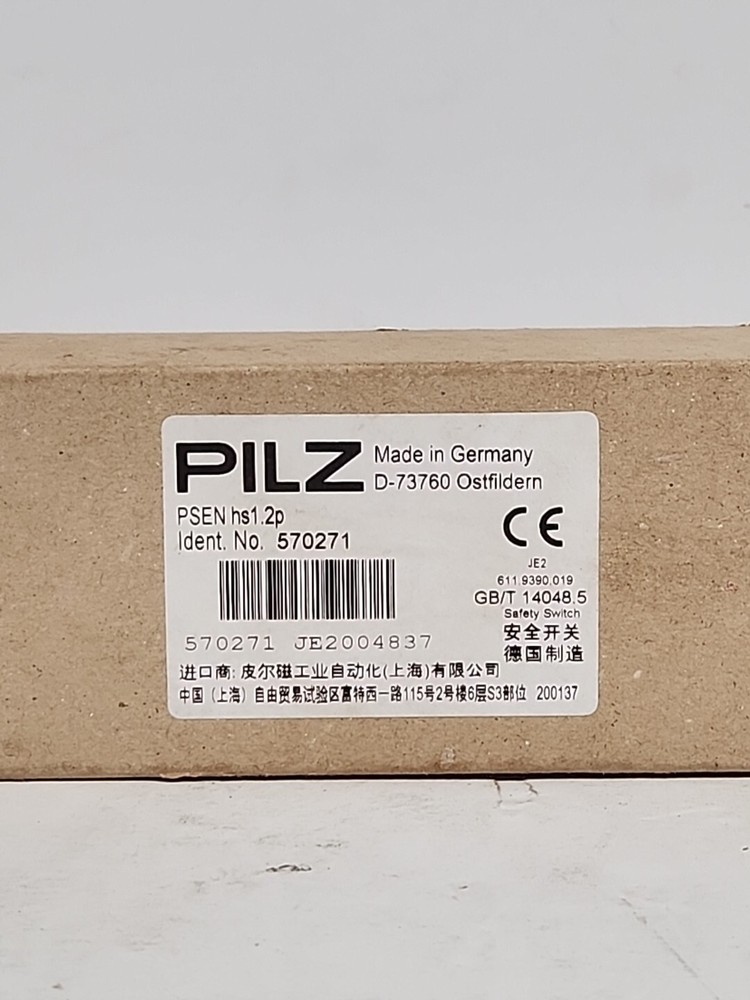 PILZ
Made in Germany
D-73760 Ostfildern
PSEN hs1.2p
Ident. No. 570271
CE
JE2
611.9390.019
GB/T 14048.5
Safety Switch
安全开关
德国制造
570271 JE2004837
进口商: 皮尔磁工业自动化(上海)有限公司
中国（上海）自由贸易试验区富特西一路115号2号楼6层S3部位 200137